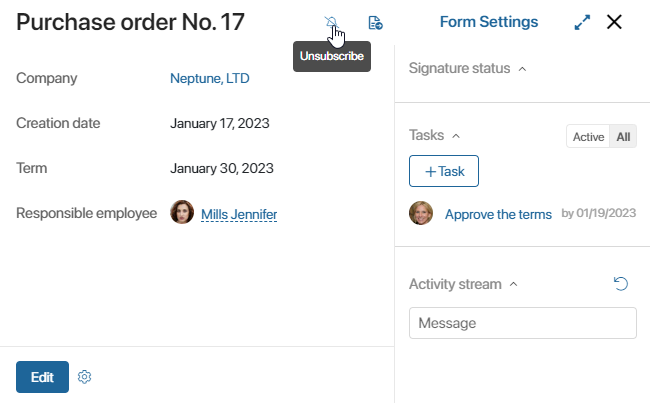 Purchase order No. 17
Form Settings
Unsubscribe
Company
Neptune, LTD
Creation date
January 17, 2023
Term
January 30, 2023
Responsible employee
Mills Jennifer
Edit
Signature status
Tasks
Active All
+Task
Approve the terms by 01/19/2023
Activity stream
Message